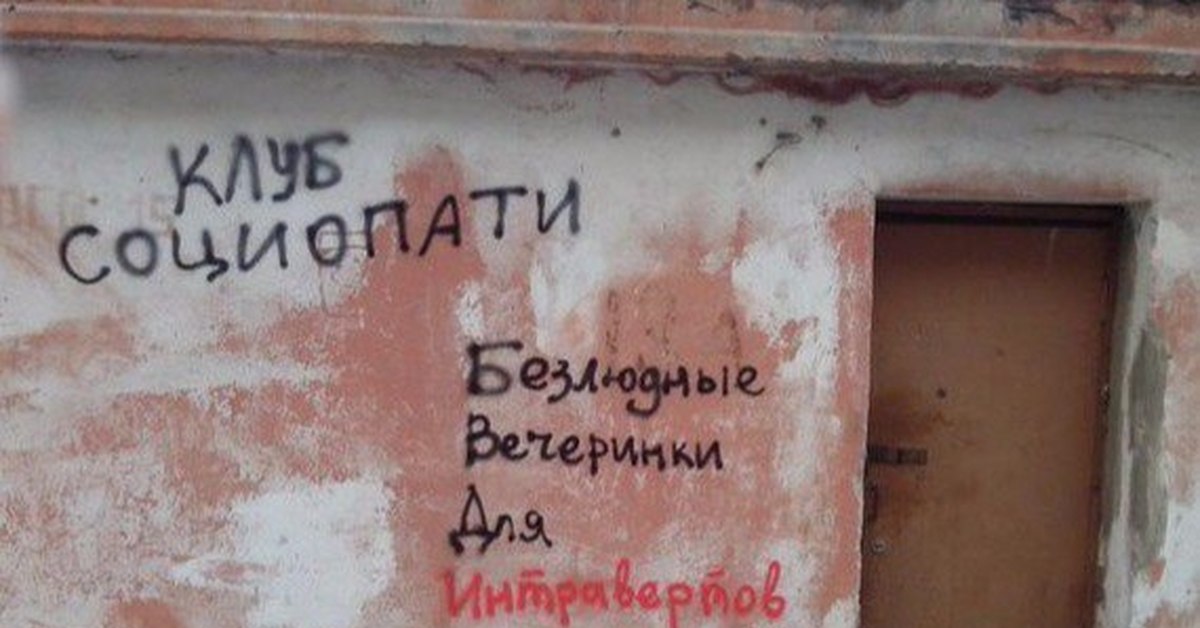 КЛУБ
СОЦИОПАТИ
Безлюдные
Вечеринки
Для
Интравертов